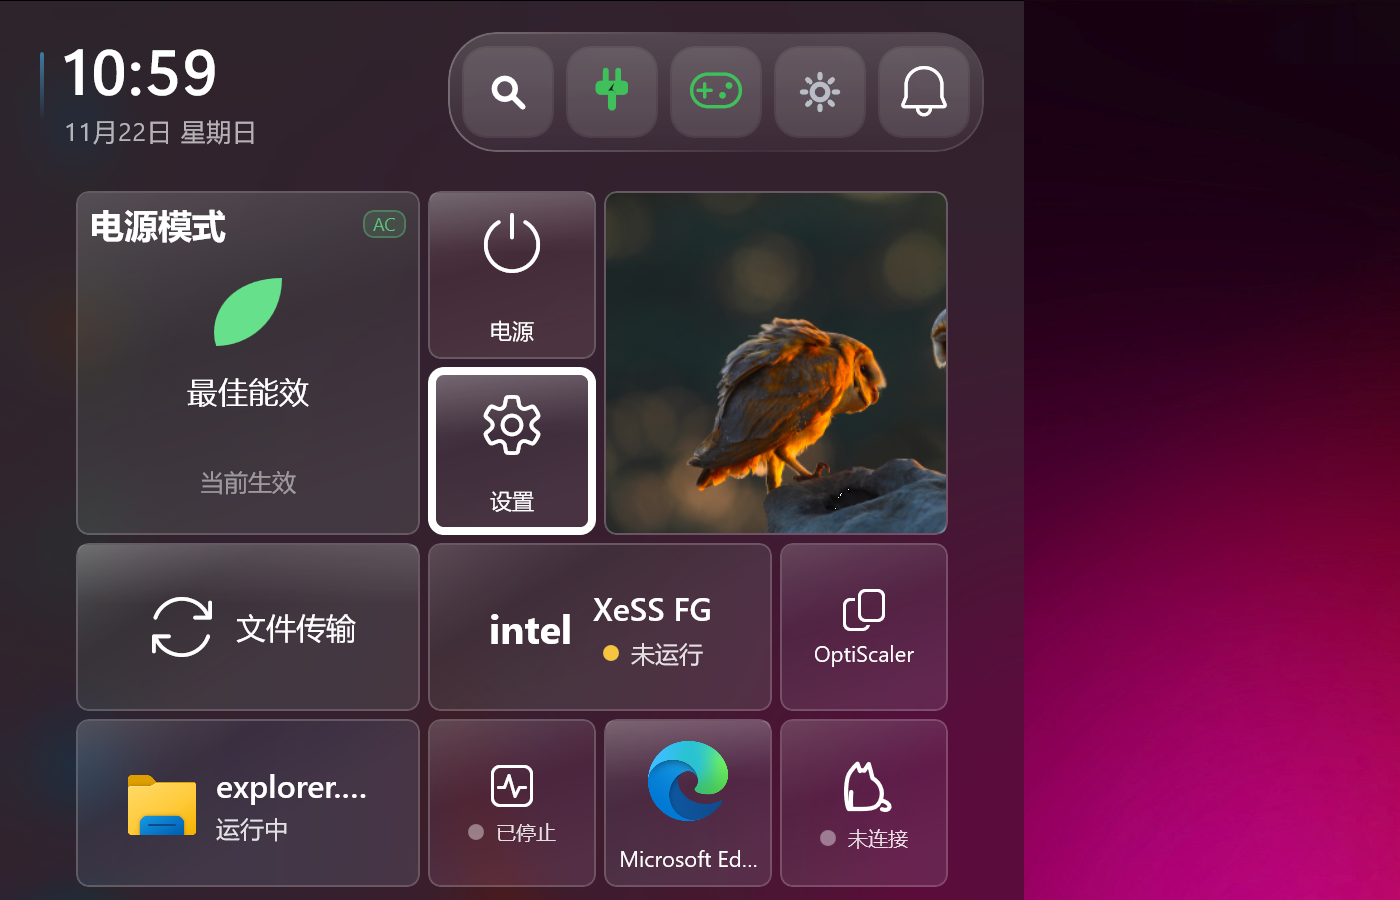 10:59
11月22日 星期日
电源模式
AC
最佳能效
当前生效
电源
设置
文件传输
intel
XeSS FG
未运行
OptiScaler
explorer....
运行中
已停止
Microsoft Ed...
未连接